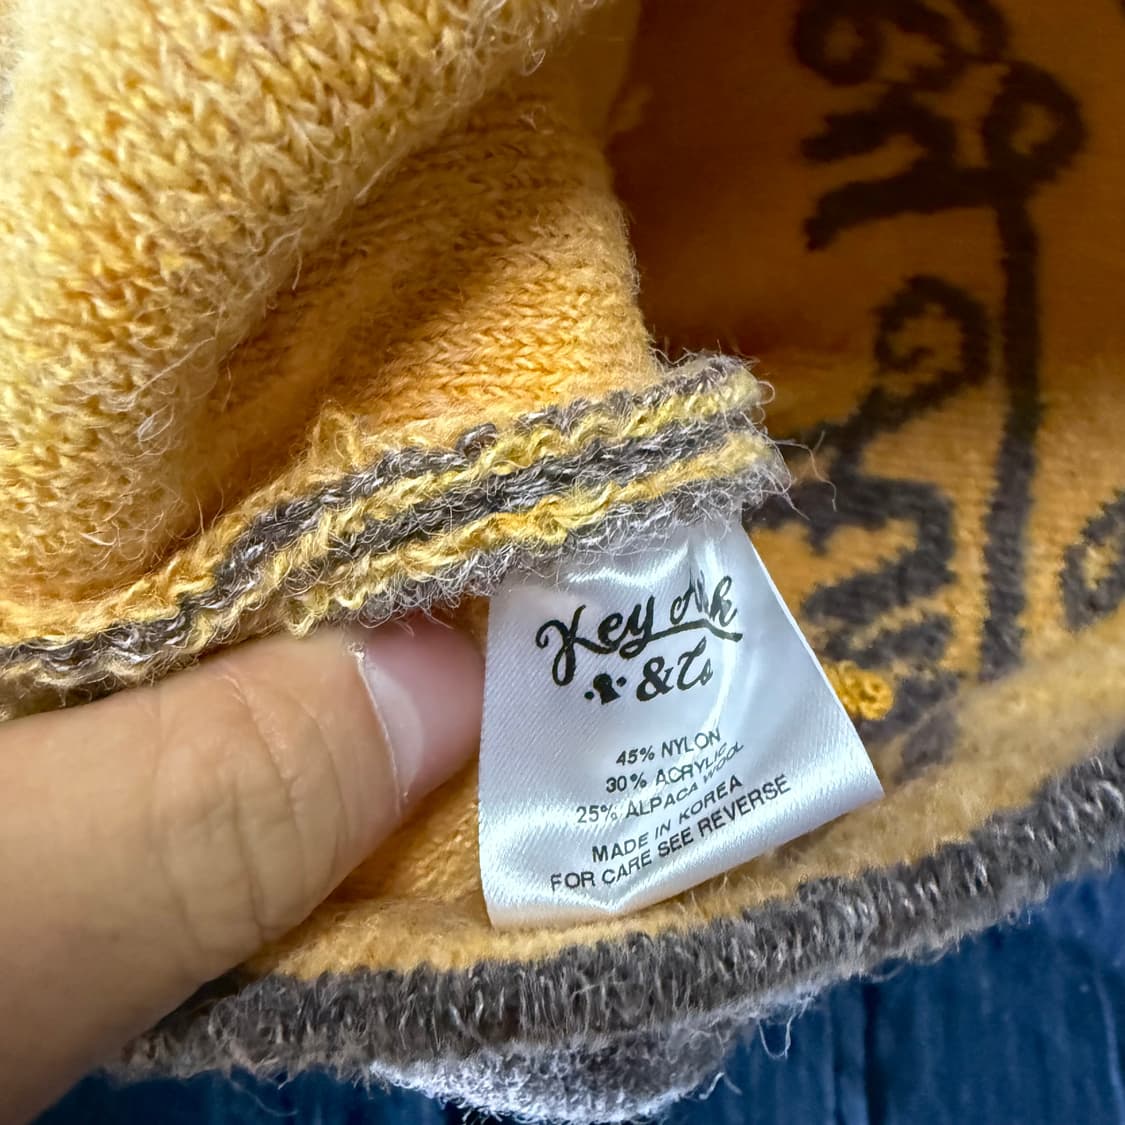 Key Ark
& Co
45% NYLON
30% ACRYLIC
25% ALPACA WOOL
MADE IN KOREA
FOR CARE SEE REVERSE